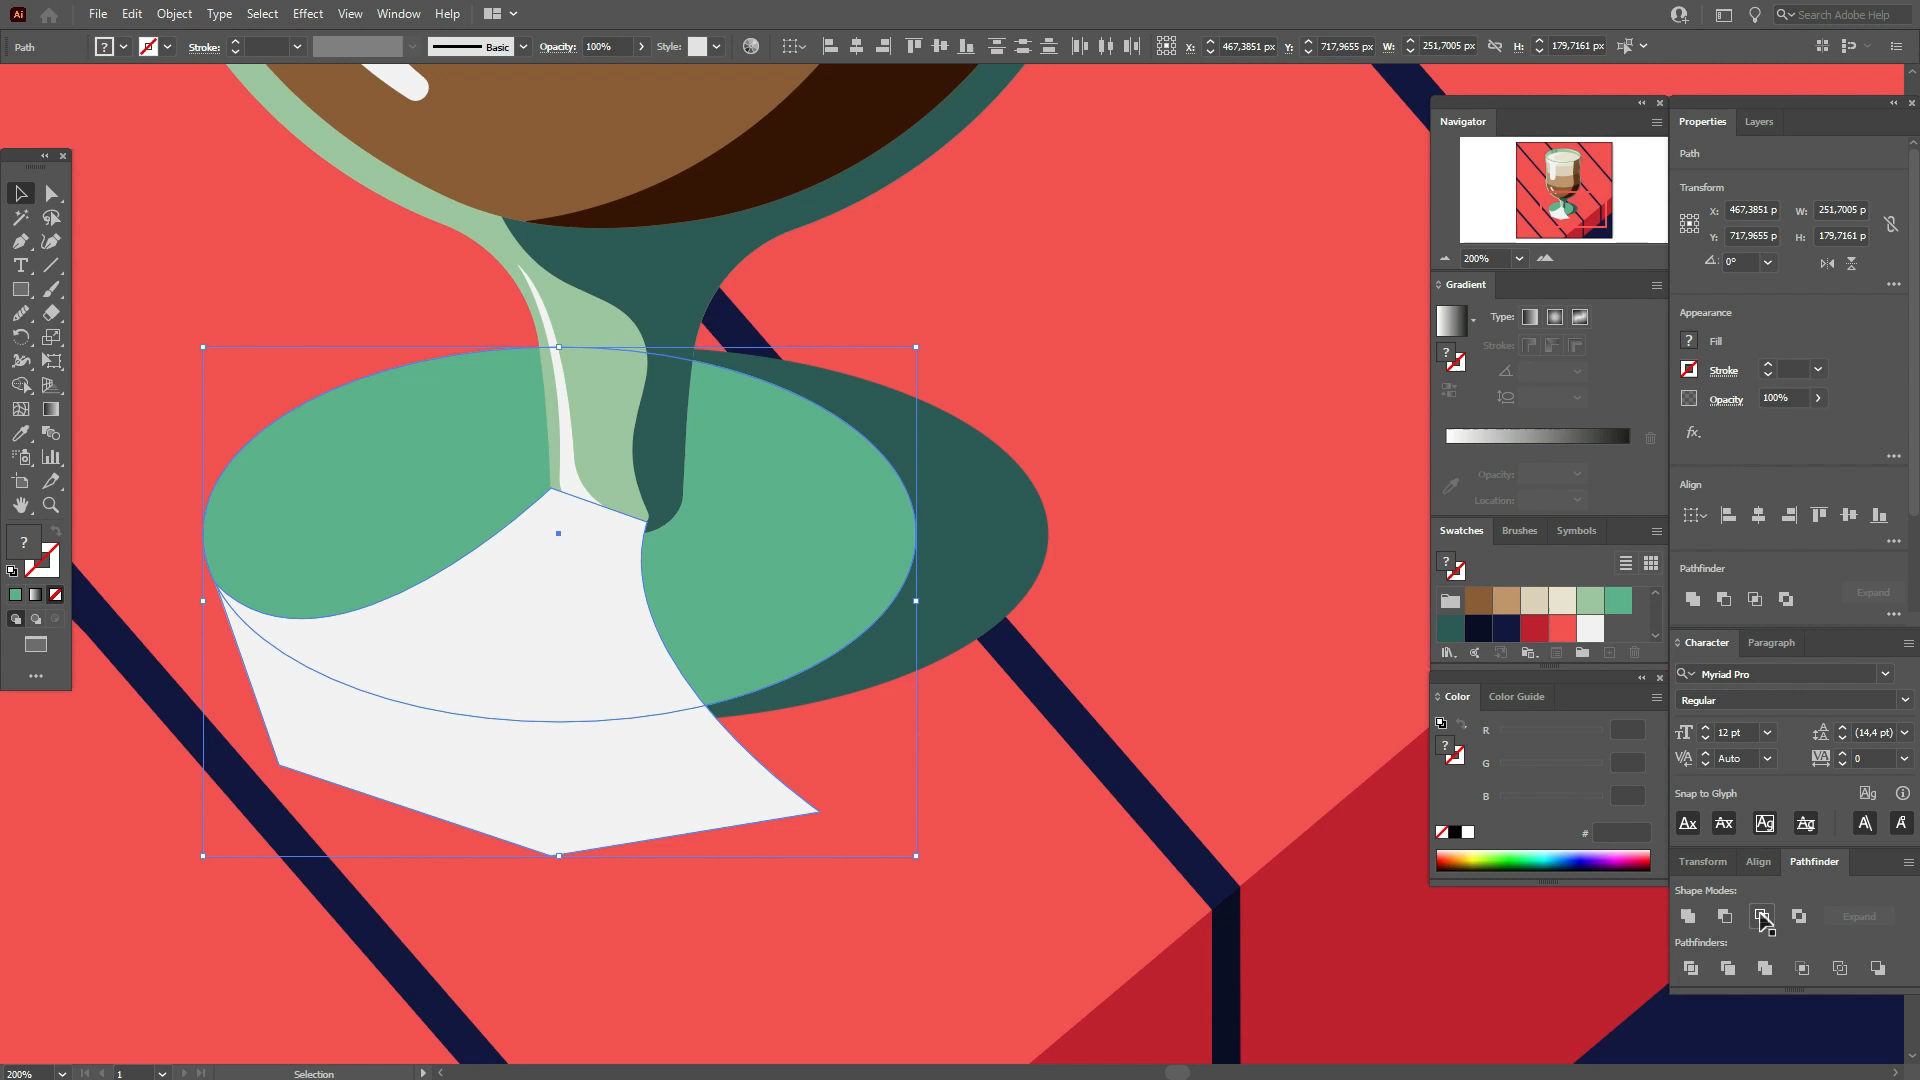 Ai File Edit Object Type Select Effect View Window Help Search Adobe Help
Path ? Stroke: Basic Opacity: 100% Style: X: 467,3851 px Y: 717,9655 px W: 251,7005 px H: 179,7161 px
Navigator
200%
Gradient
Type:
Stroke:
?
Opacity:
Location:
Swatches Brushes Symbols
?
Color Color Guide
?
R
G
B
#
Properties Layers
Path
Transform
X: 467,3851 p W: 251,7005 p
Y: 717,9655 p H: 179,7161 p
0°
Appearance
? Fill
Stroke
Opacity 100%
fx.
Align
Pathfinder
Expand
Character Paragraph
Myriad Pro
Regular
12 pt (14,4 pt)
Auto 0
Snap to Glyph
Transform Align Pathfinder
Shape Modes:
Expand
Pathfinders:
?
200% 1 Selection